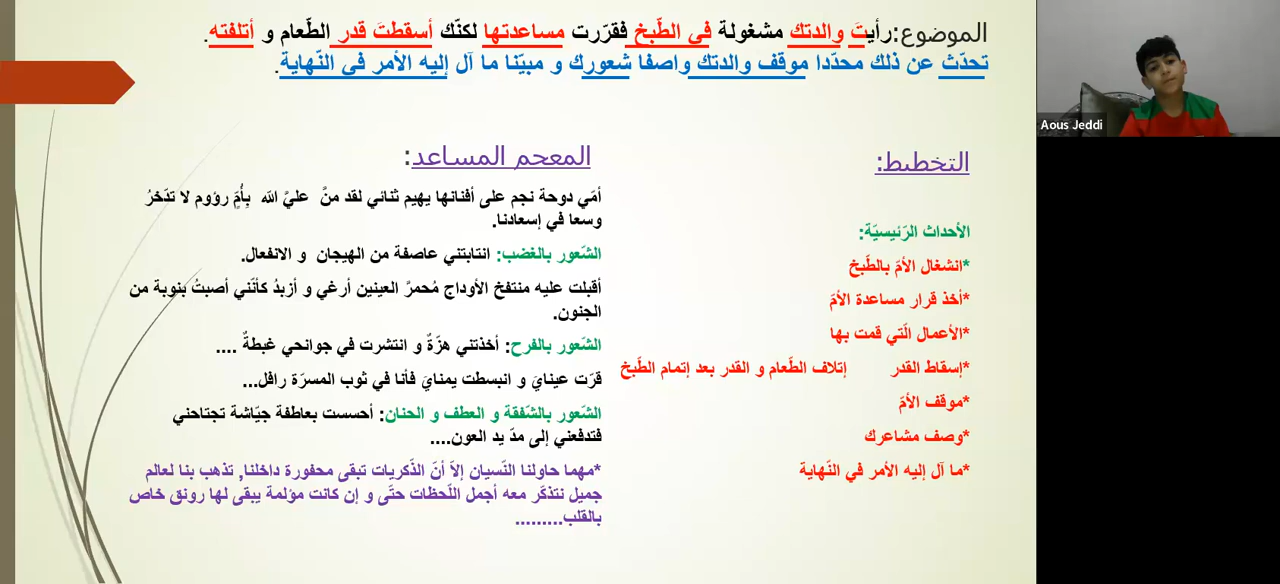 الموضوع:رأيتَ والدتك مشغولة في الطّبخ فقرّرت مساعدتها لكنّك أسقطتَ قدر الطّعام و أتلفته.
تحدّث عن ذلك محدّدا موقف والدتك واصفا شعورك و مبيّنا ما آل إليه الأمر في النّهاية.
التخطيط:
الأحداث الرّئيسيّة:
*انشغال الأمّ بالطّبخ
*أخذ قرار مساعدة الأمّ
*الأعمال الّتي قمت بها
*إسقاط القدر إتلاف الطّعام و القدر بعد إتمام الطّبخ
*موقف الأمّ
*وصف مشاعرك
*ما آل إليه الأمر في النّهاية
المعجم المساعد:
أمّي دوحة نجم على أفنانها يهيم ثنائي لقد منَّ عليَّ الله بِأُمٍّ رؤوم لا تدّخرُ
وسعا في إسعادنا.
الشّعور بالغضب: انتابتني عاصفة من الهيجان و الانفعال.
أقبلت عليه منتفخ الأوداج مُحمرَّ العينين أرغي و أزبدُ كأنّني أصبتُ بنوبة من
الجنون.
الشّعور بالفرح: أخذتني هزّةٌ و انتشرت في جوانحي غبطةٌ ....
قرّت عينايَ و انبسطت يمنايَ فأنا في ثوب المسرّة رافل...
الشّعور بالشّفقة و العطف و الحنان: أحسست بعاطفة جيّاشة تجتاحني
فتدفعني إلى مدّ يد العون....
*مهما حاولنا النّسيان إلاّ أنّ الذّكريات تبقى محفورة داخلنا, تذهب بنا لعالم
جميل نتذكّر معه أجمل اللّحظات حتّى و إن كانت مؤلمة يبقى لها رونق خاص
بالقلب.........
Aous Jeddi